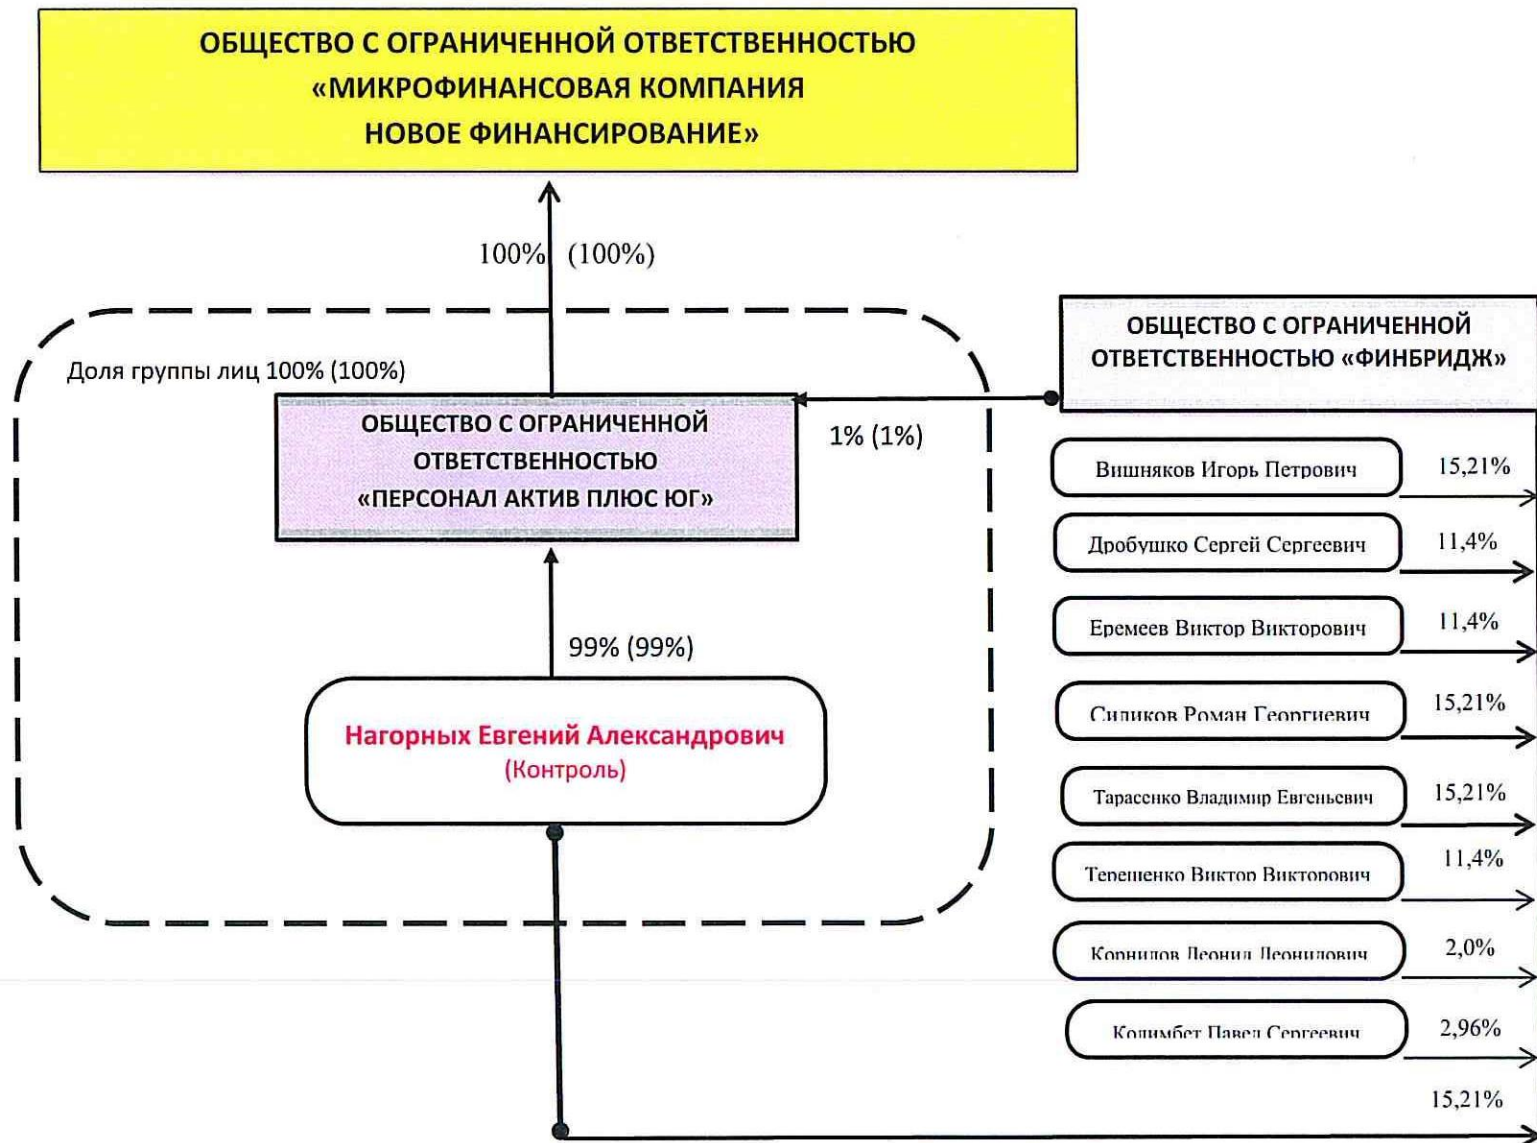 ОБЩЕСТВО С ОГРАНИЧЕННОЙ ОТВЕТСТВЕННОСТЬЮ
«МИКРОФИНАНСОВАЯ КОМПАНИЯ
НОВОЕ ФИНАНСИРОВАНИЕ»
100% (100%)
Доля группы лиц 100% (100%)
ОБЩЕСТВО С ОГРАНИЧЕННОЙ
ОТВЕТСТВЕННОСТЬЮ
«ПЕРСОНАЛ АКТИВ ПЛЮС ЮГ»
99% (99%)
Нагорных Евгений Александрович
(Контроль)
ОБЩЕСТВО С ОГРАНИЧЕННОЙ
ОТВЕТСТВЕННОСТЬЮ «ФИНБРИДЖ»
1% (1%)
Вишняков Игорь Петрович 15,21%
Дробушко Сергей Сергеевич 11,4%
Еремеев Виктор Викторович 11,4%
Роман Георгиевич 15,21%
Тарасенко Владимир Евгеньевич 15,21%
Виктор Викторович 11,4%
Корнилов Леонид Леонидович 2,0%
Павел Сергеевич 2,96%
15,21%